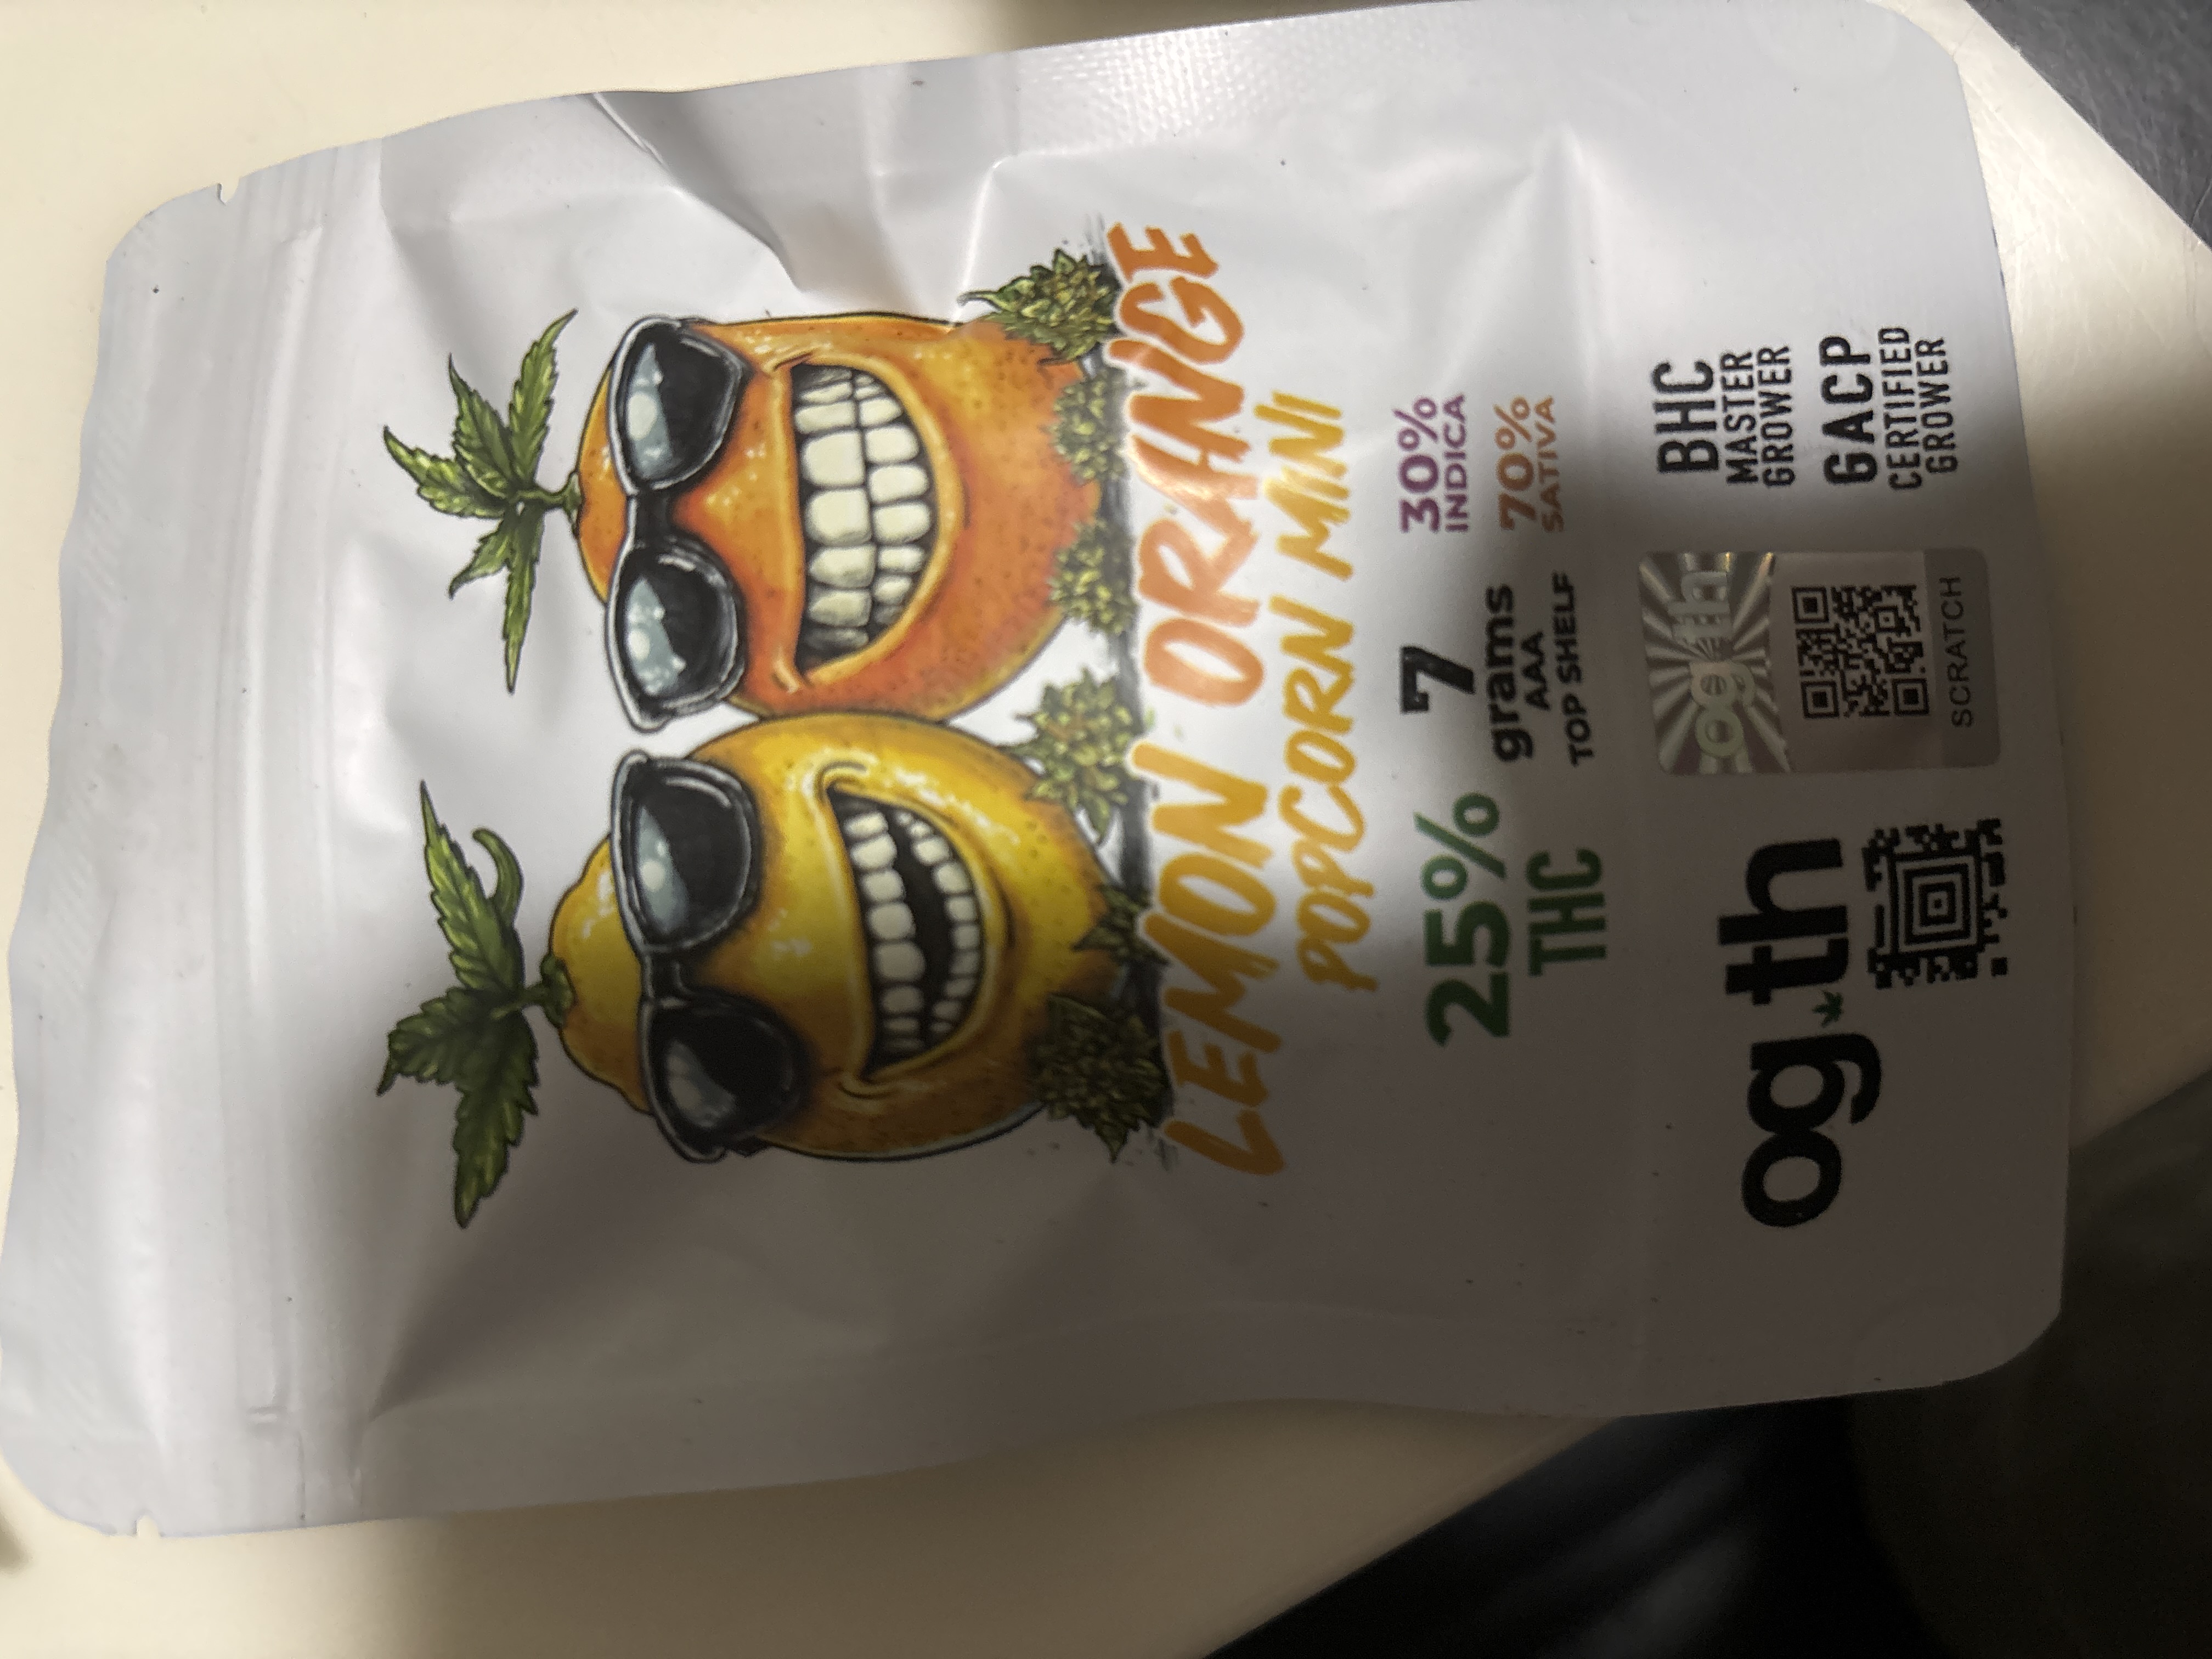 LEMON ORANGE
POPCORN MINI
25%
THC
7
grams
AAA
TOP SHELF
30%
INDICA
70%
SATIVA
og.th
og.th
SCRATCH
BHC
MASTER
GROWER
GACP
CERTIFIED
GROWER